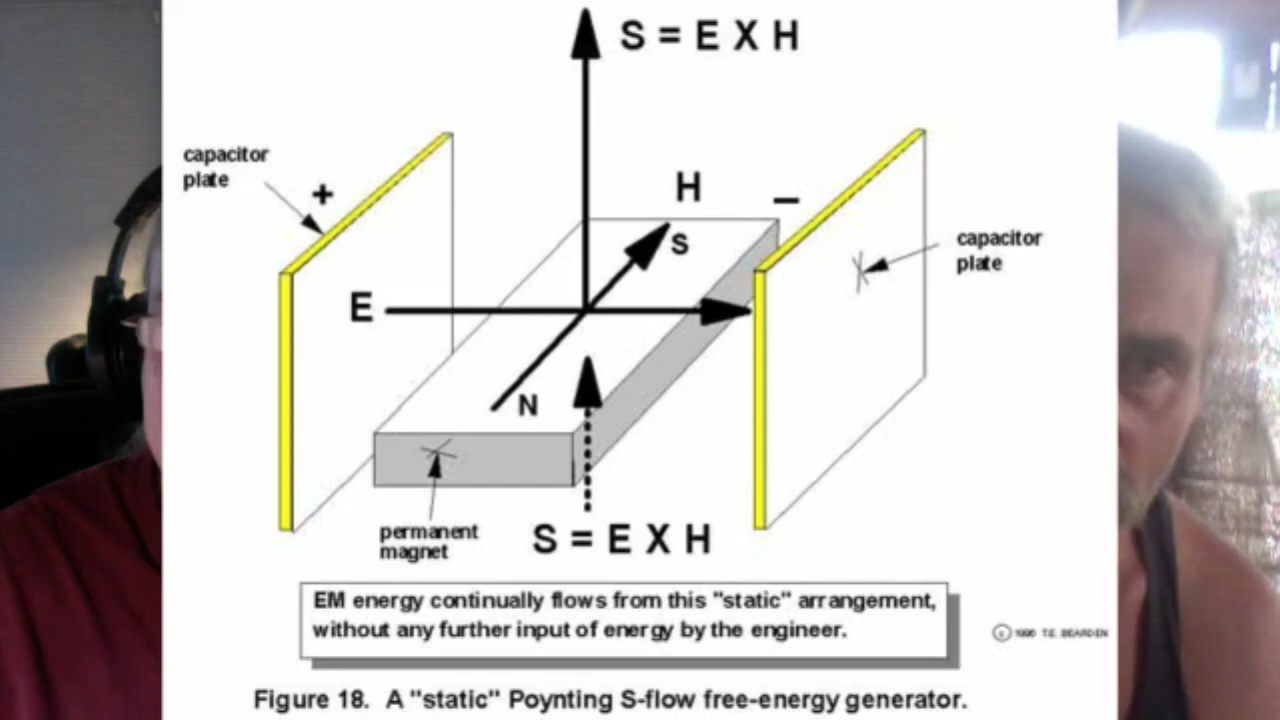 S = E X H
capacitor
plate
+
H
−
S
capacitor
plate
E
N
permanent
magnet
S = E X H
EM energy continually flows from this "static" arrangement,
without any further input of energy by the engineer.
T.E. BEARDEN
Figure 18. A "static" Poynting S-flow free-energy generator.